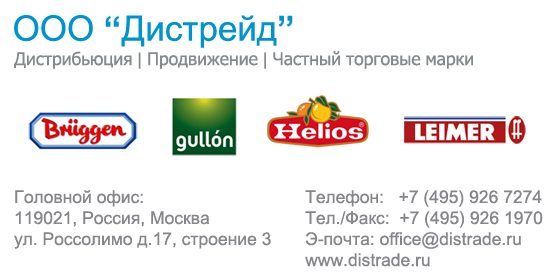 ООО “Дистрейд”
Дистрибьюция | Продвижение | Частный торговые марки
Brüggen gullón Helios LEIMER
Головной офис:
119021, Россия, Москва
ул. Россолимо д.17, строение 3
Телефон: +7 (495) 926 7274
Тел./Факс: +7 (495) 926 1970
Э-почта: office@distrade.ru
www.distrade.ru